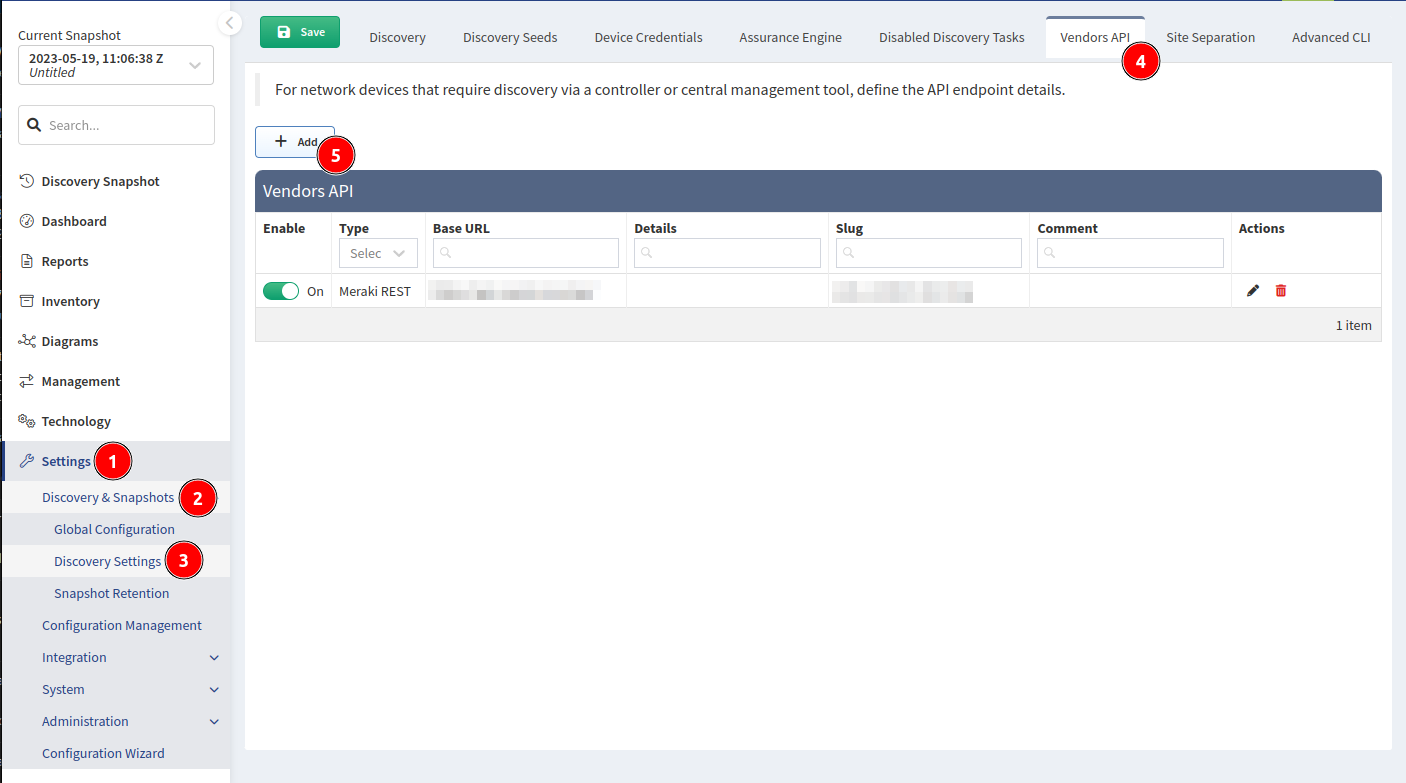 Current Snapshot
2023-05-19, 11:06:38 Z
Untitled
Search...
Discovery Snapshot
Dashboard
Reports
Inventory
Diagrams
Management
Technology
Settings 1
Discovery & Snapshots 2
Global Configuration
Discovery Settings 3
Snapshot Retention
Configuration Management
Integration
System
Administration
Configuration Wizard
Save Discovery Discovery Seeds Device Credentials Assurance Engine Disabled Discovery Tasks Vendors API Site Separation Advanced CLI
4
For network devices that require discovery via a controller or central management tool, define the API endpoint details.
+ Add
5
Vendors API
Enable Type Base URL Details Slug Comment Actions
Selec
On Meraki REST
1 item